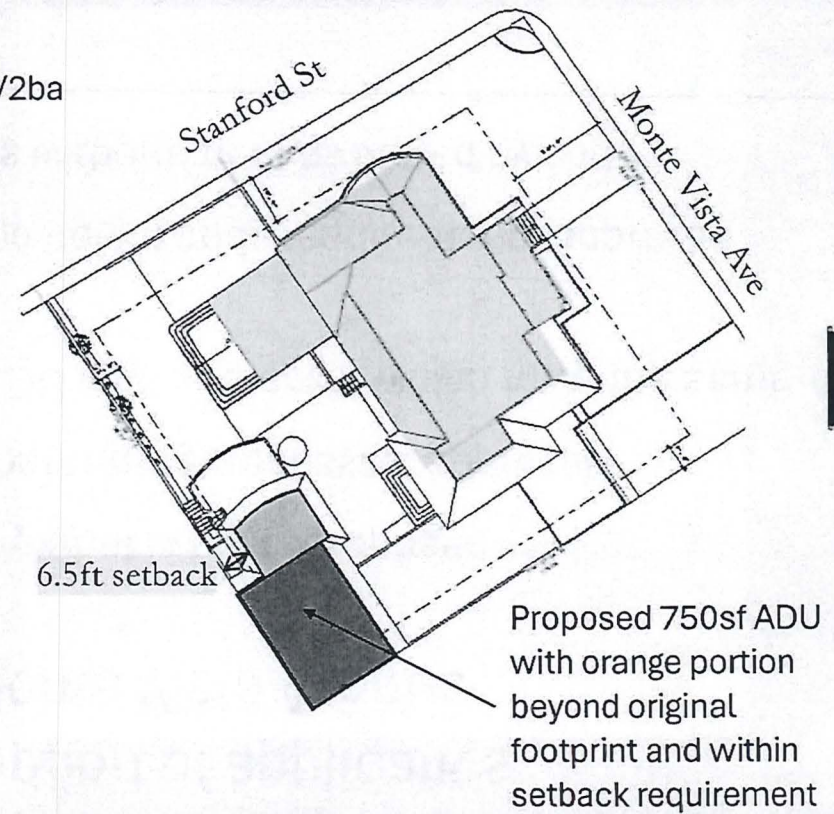 /2ba
Stanford St
Monte Vista Ave
6.5ft setback
Proposed 750sf ADU
with orange portion
beyond original
footprint and within
setback requirement